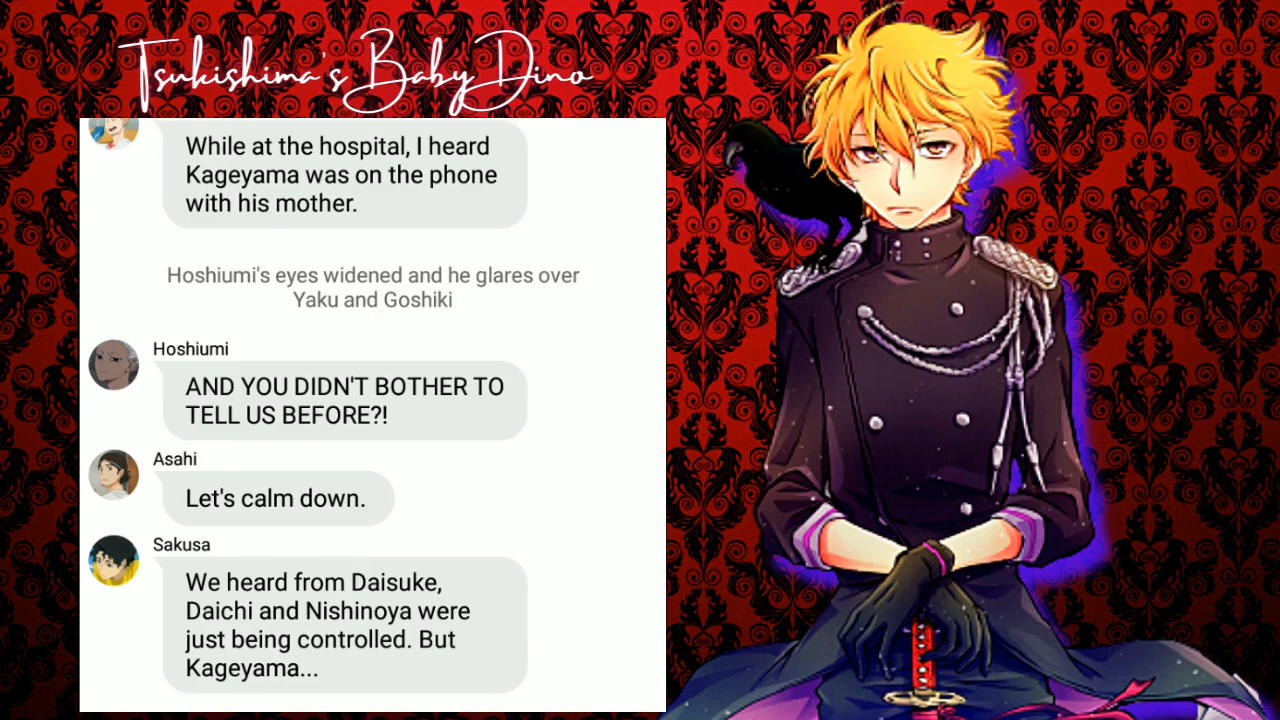 Tsukishima's Baby Dino
While at the hospital, I heard
Kageyama was on the phone
with his mother.
Hoshiumi's eyes widened and he glares over
Yaku and Goshiki
Hoshiumi
AND YOU DIDN'T BOTHER TO
TELL US BEFORE?!
Asahi
Let's calm down.
Sakusa
We heard from Daisuke,
Daichi and Nishinoya were
just being controlled. But
Kageyama...